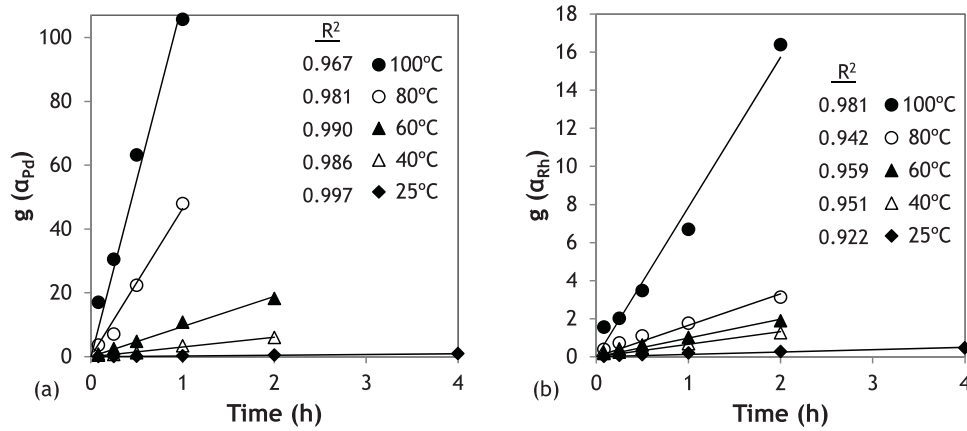 g (αPd)
100
80
60
40
20
0
0 1 2 3 4
Time (h)
(a)
R²
0.967 100ºC
0.981 80ºC
0.990 60ºC
0.986 40ºC
0.997 25ºC
g (αRh)
18
16
14
12
10
8
6
4
2
0
0 1 2 3 4
Time (h)
(b)
R²
0.981 100ºC
0.942 80ºC
0.959 60ºC
0.951 40ºC
0.922 25ºC